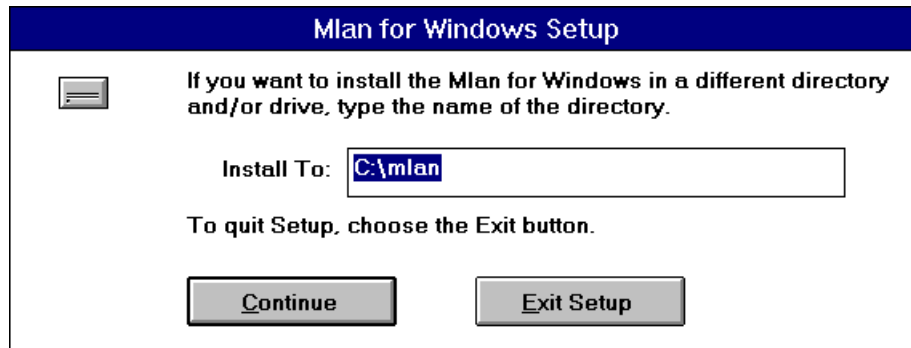 Mlan for Windows Setup
If you want to install the Mlan for Windows in a different directory
and/or drive, type the name of the directory.
Install To: C:\mlan
To quit Setup, choose the Exit button.
Continue Exit Setup